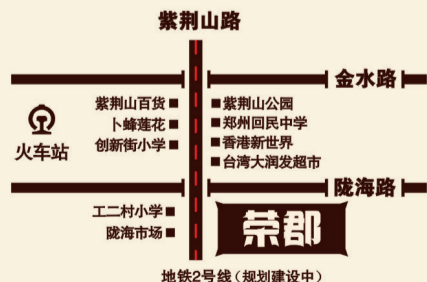 紫荆山路
金水路
紫荆山百货
卜蜂莲花
创新街小学
紫荆山公园
郑州回民中学
香港新世界
台湾大润发超市
火车站
陇海路
工二村小学
陇海市场
荣郡
地铁2号线（规划建设中）